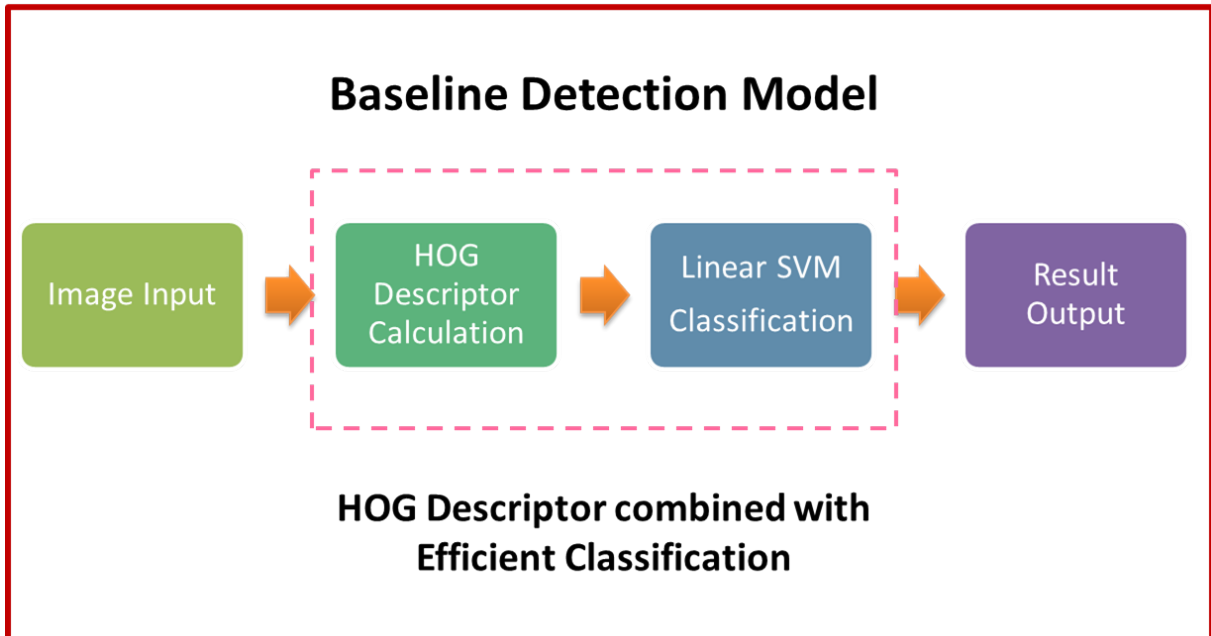 Baseline Detection Model
Image Input
HOG
Descriptor
Calculation
Linear SVM
Classification
Result
Output
HOG Descriptor combined with
Efficient Classification